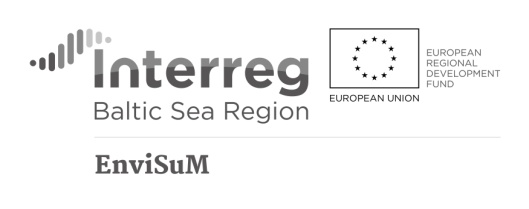 Interreg
Baltic Sea Region
EUROPEAN UNION
EUROPEAN
REGIONAL
DEVELOPMENT
FUND
EnviSuM